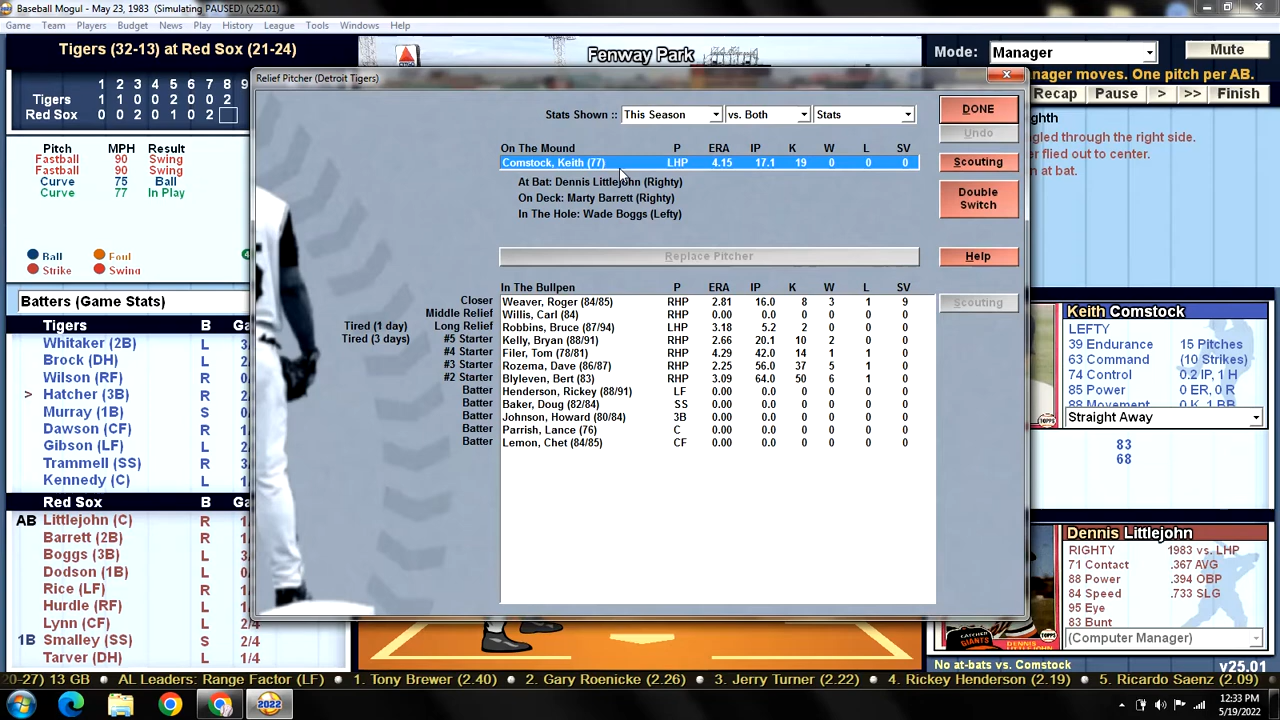 Baseball Mogul - May 23, 1983 (Simulating PAUSED) (v25.01)
Game Team Players Budget News Play History League Tools Windows Help
Tigers (32-13) at Red Sox (21-24)
1 2 3 4 5 6 7 8 9
Tigers 1 1 0 0 2 0 0 2
Red Sox 0 0 2 0 1 0 2
Pitch MPH Result
Fastball 90 Swing
Fastball 90 Swing
Curve 75 Ball
Curve 77 In Play
Ball Foul
Strike Swing
Batters (Game Stats)
Tigers B
Whitaker (2B) L
Brock (DH) L
Wilson (RF) R
> Hatcher (3B) R
Murray (1B) S
Dawson (CF) R
Gibson (LF) L
Trammell (SS) R
Kennedy (C) L
Red Sox B
AB Littlejohn (C) R
Barrett (2B) R
Boggs (3B) L
Dodson (1B) L
Rice (LF) R
Hurdle (RF) L 2/4
Lynn (CF) L 2/4
1B Smalley (SS) S 2/4
Tarver (DH) L 1/4
Fenway Park
Mode: Manager Mute
nager moves. One pitch per AB.
Recap Pause > >> Finish
hth
gled through the right side.
r flied out to center.
n at bat.
Relief Pitcher (Detroit Tigers)
Stats Shown :: This Season vs. Both Stats
DONE
Undo
Scouting
Double Switch
Help
Scouting
On The Mound P ERA IP K W L SV
Comstock, Keith (77) LHP 4.15 17.1 19 0 0 0
At Bat: Dennis Littlejohn (Righty)
On Deck: Marty Barrett (Righty)
In The Hole: Wade Boggs (Lefty)
Replace Pitcher
In The Bullpen P ERA IP K W L SV
Closer Weaver, Roger (84/85) RHP 2.81 16.0 8 3 1 9
Middle Relief Willis, Carl (84) RHP 0.00 0.0 0 0 0 0
Tired (1 day) Long Relief Robbins, Bruce (87/94) LHP 3.18 5.2 2 0 0 0
Tired (3 days) #5 Starter Kelly, Bryan (88/91) RHP 2.66 20.1 10 2 0 0
#4 Starter Filer, Tom (78/81) RHP 4.29 42.0 14 1 1 0
#3 Starter Rozema, Dave (86/87) RHP 2.25 56.0 37 5 1 0
#2 Starter Blyleven, Bert (83) RHP 3.09 64.0 50 6 1 0
Batter Henderson, Rickey (88/91) LF 0.00 0.0 0 0 0 0
Batter Baker, Doug (82/84) SS 0.00 0.0 0 0 0 0
Batter Johnson, Howard (80/84) 3B 0.00 0.0 0 0 0 0
Batter Parrish, Lance (76) C 0.00 0.0 0 0 0 0
Batter Lemon, Chet (84/85) CF 0.00 0.0 0 0 0 0
Keith Comstock
LEFTY
39 Endurance 15 Pitches
63 Command (10 Strikes)
74 Control 0.2 IP, 1 H
85 Power 0 ER, 0 R
88 Movement 0 K, 1 BB
TOPPS
Straight Away
83
68
Dennis Littlejohn
RIGHTY 1983 vs. LHP
71 Contact .367 AVG
88 Power .394 OBP
84 Speed .733 SLG
95 Eye
83 Bunt
CATCHER
GIANTS
TOPPS
(Computer Manager)
No at-bats vs. Comstock v25.01
20-27) 13 GB AL Leaders: Range Factor (LF) 1. Tony Brewer (2.40) 2. Gary Roenicke (2.26) 3. Jerry Turner (2.22) 4. Rickey Henderson (2.19) 5. Ricardo Saenz (2.09)
2022
12:33 PM
5/19/2022